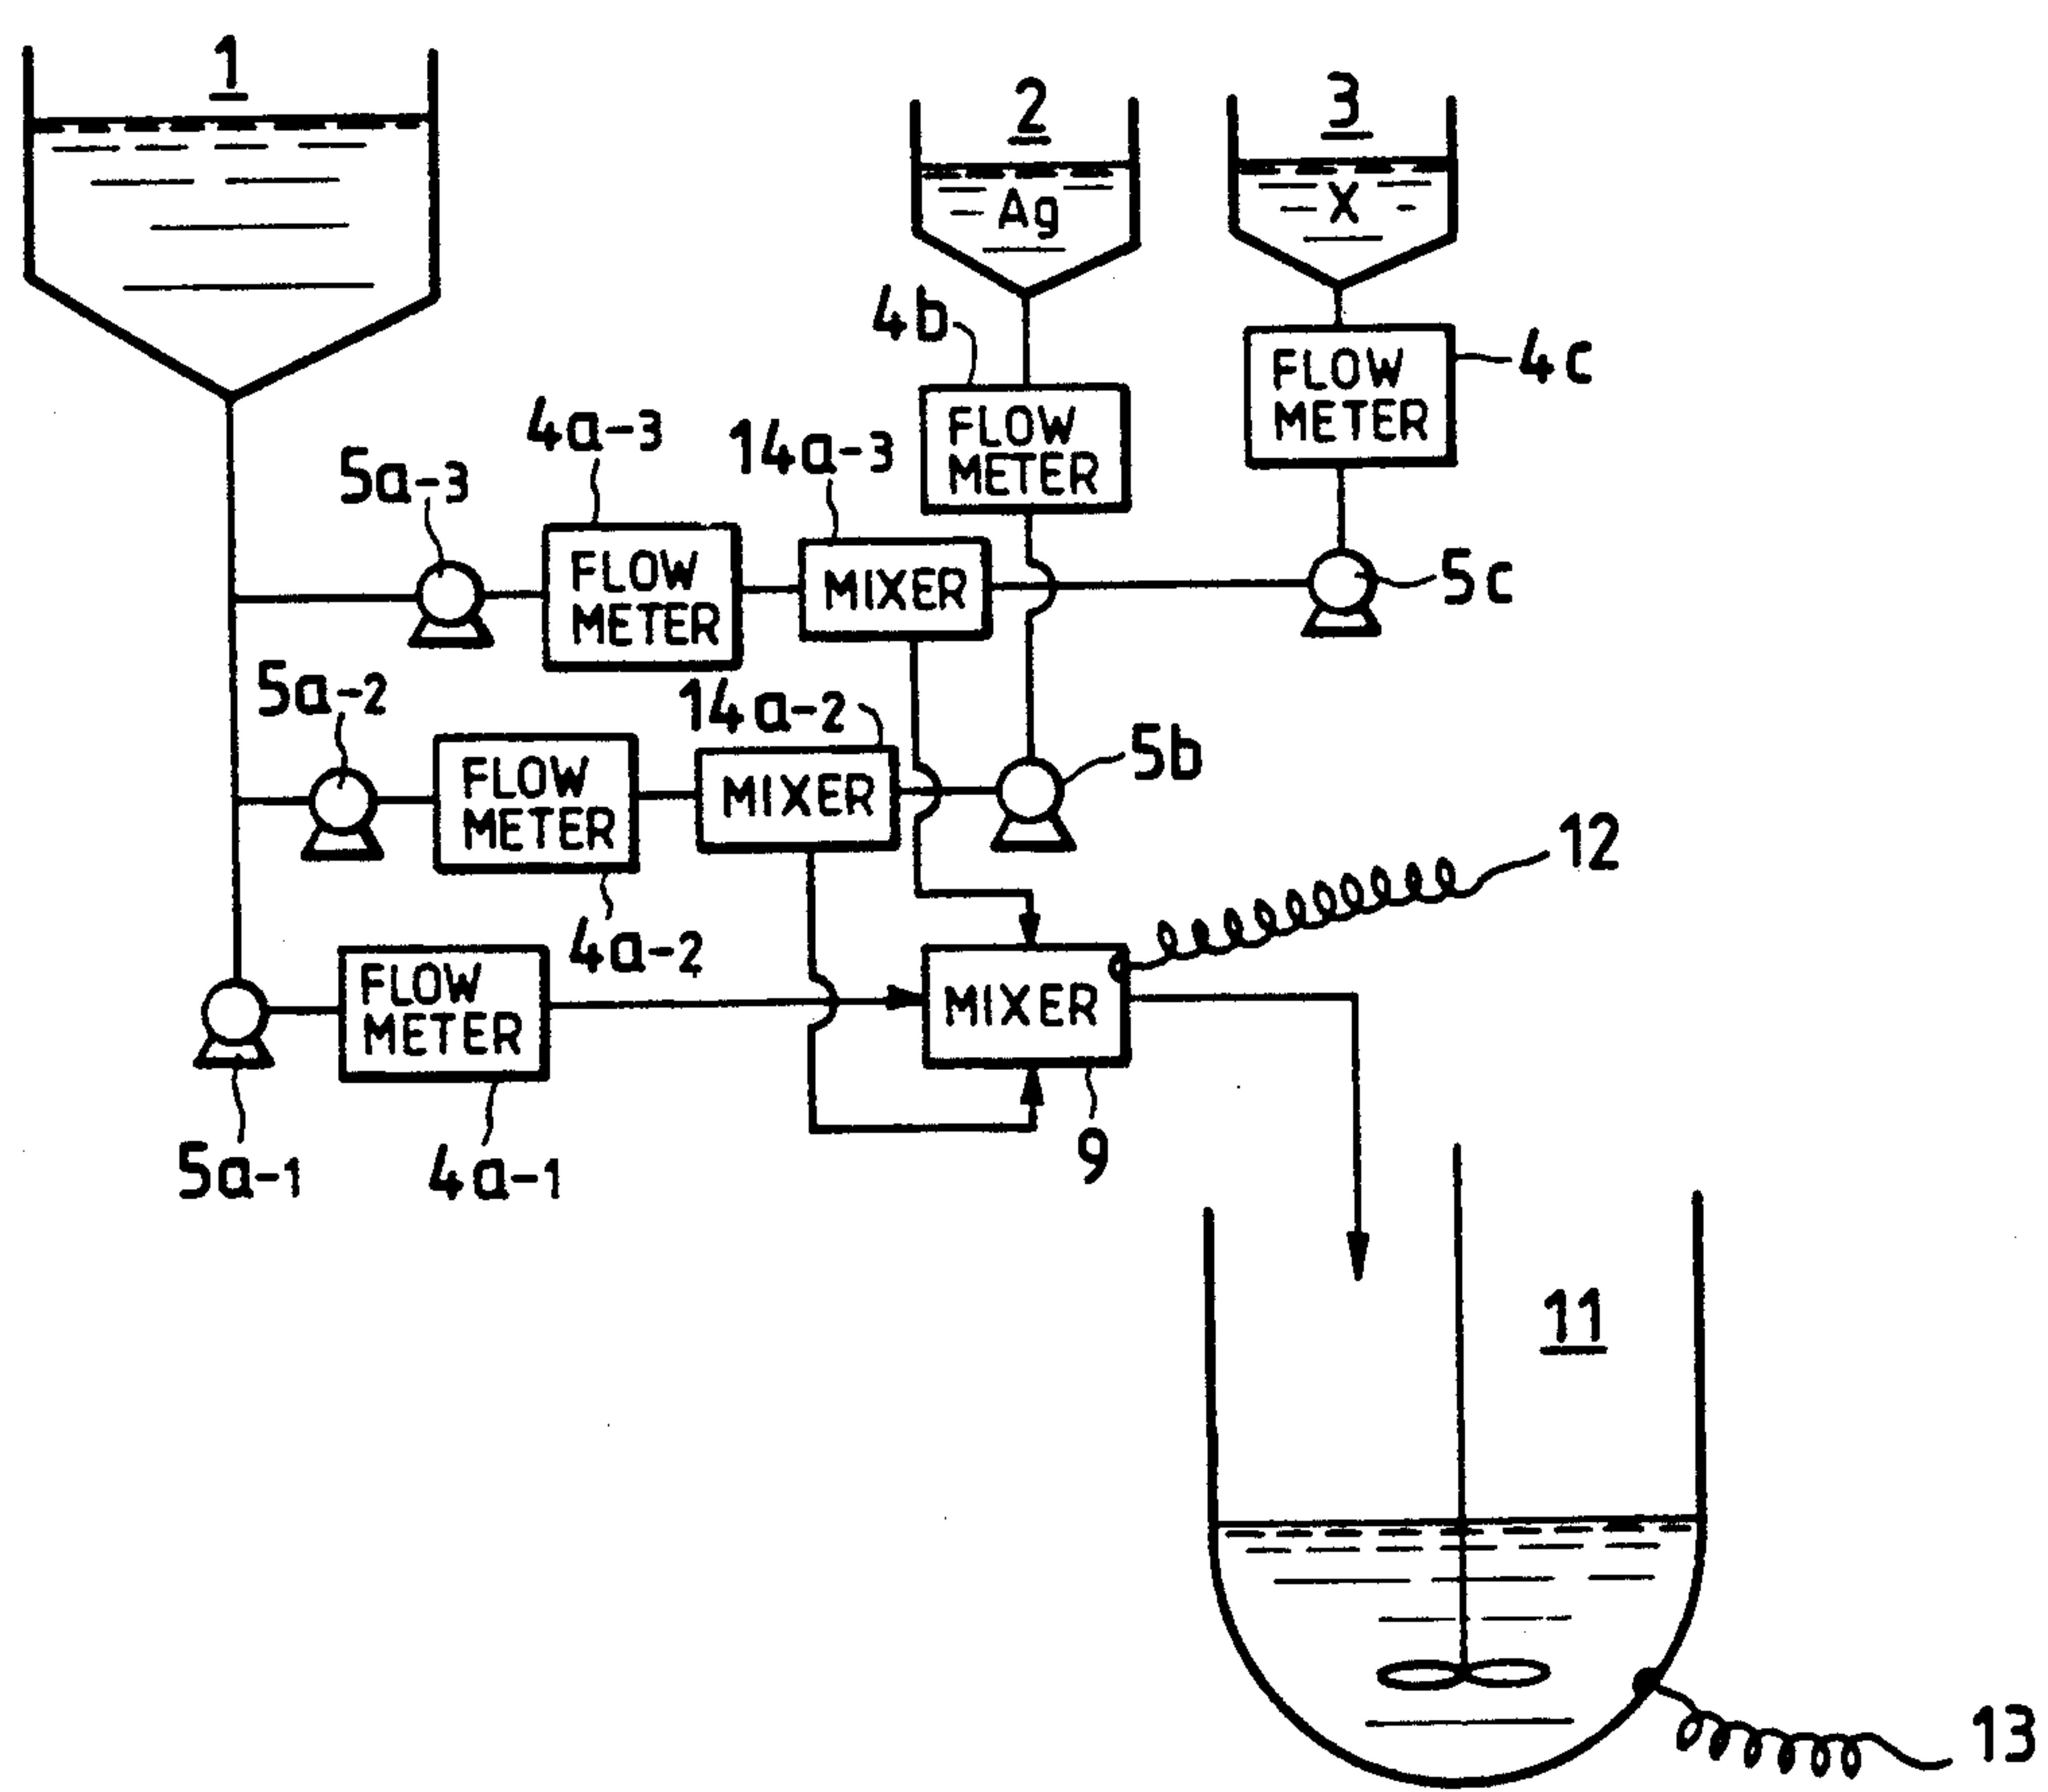 1
2
3
Ag
X
4b
FLOW
METER
4c
FLOW
METER
4a-3
14a-3
5a-3
FLOW
METER
MIXER
5c
5a-2
14a-2
5b
FLOW
METER
MIXER
12
4a-2
FLOW
METER
MIXER
5a-1
4a-1
9
11
13